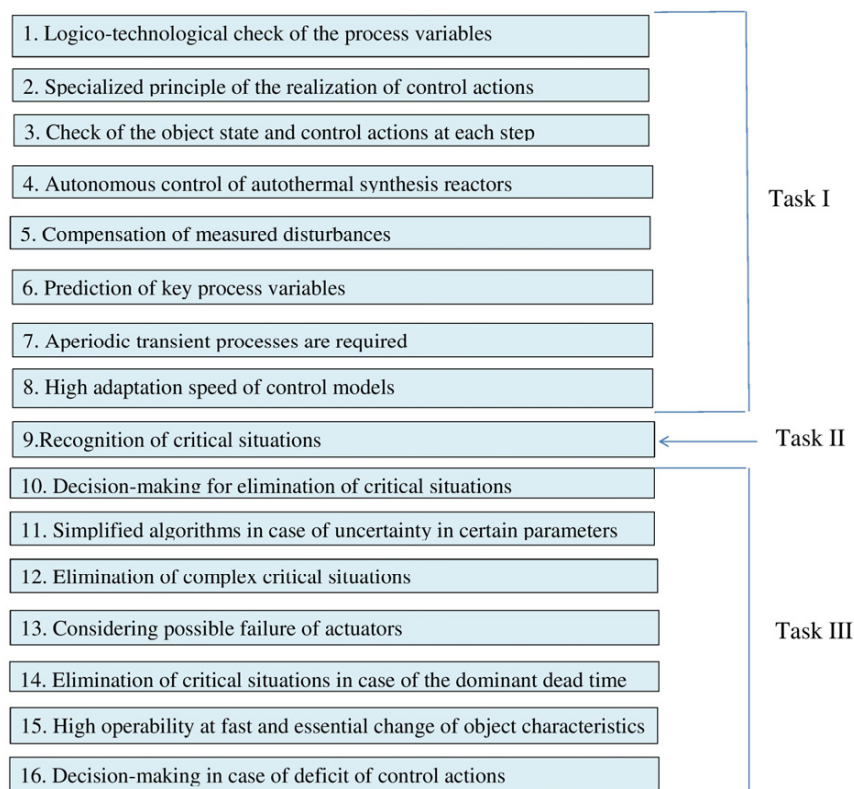 1. Logico-technological check of the process variables
2. Specialized principle of the realization of control actions
3. Check of the object state and control actions at each step
4. Autonomous control of autothermal synthesis reactors
Task I
5. Compensation of measured disturbances
6. Prediction of key process variables
7. Aperiodic transient processes are required
8. High adaptation speed of control models
9.Recognition of critical situations
Task II
10. Decision-making for elimination of critical situations
11. Simplified algorithms in case of uncertainty in certain parameters
12. Elimination of complex critical situations
13. Considering possible failure of actuators
Task III
14. Elimination of critical situations in case of the dominant dead time
15. High operability at fast and essential change of object characteristics
16. Decision-making in case of deficit of control actions